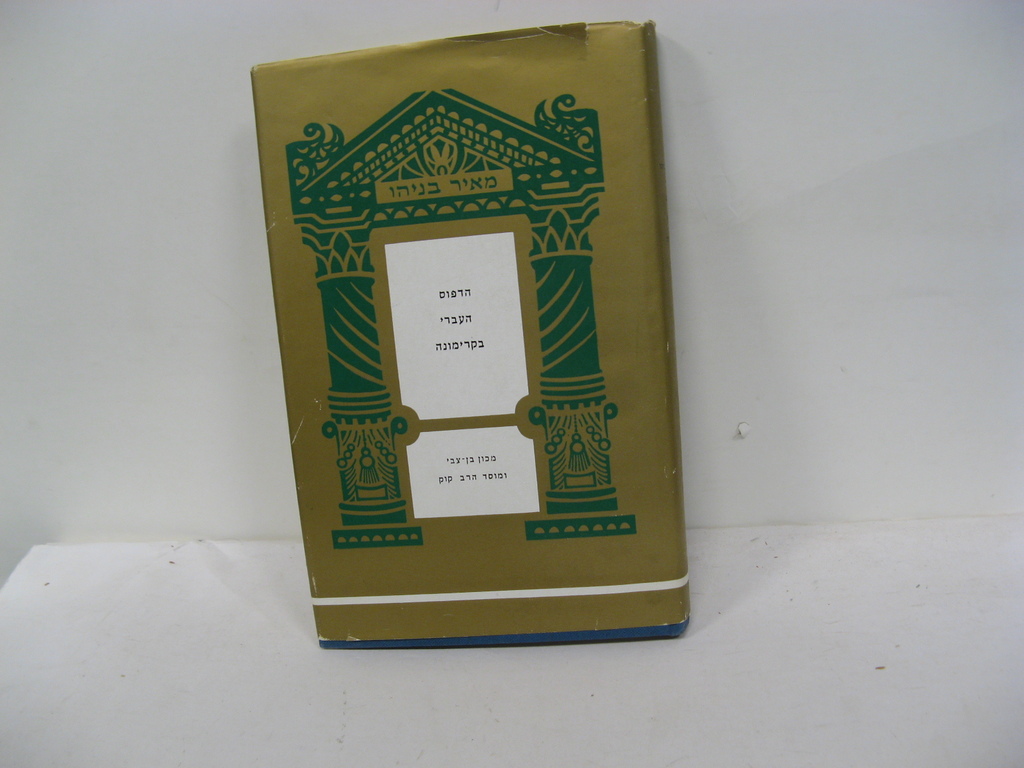 מאיר בניהו
הדפוס
העברי
בקרימונה
מכון בן-צבי
ומוסד הרב קוק